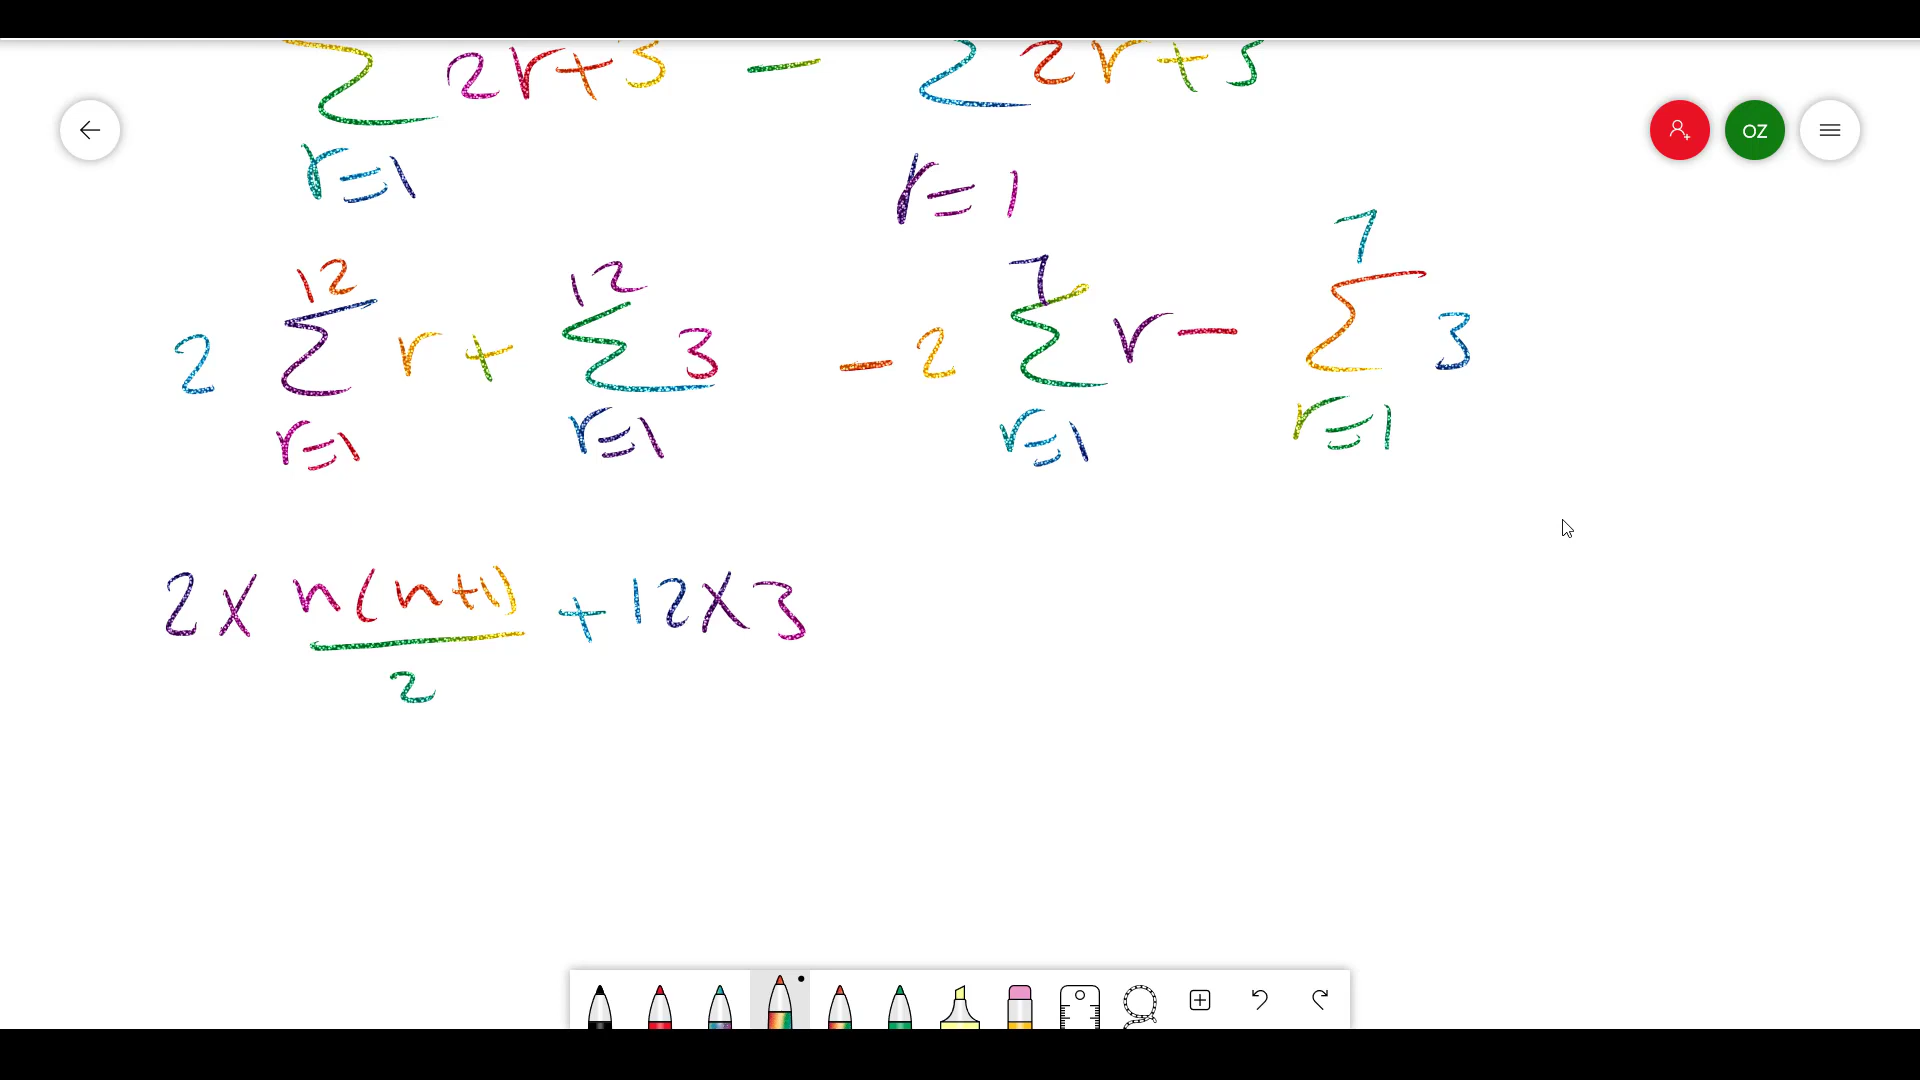 ∑ 2r+3 - ∑ 2r+3
r=1 r=1
12 12 7 7
2 ∑ r + ∑ 3 - 2 ∑ r - ∑ 3
r=1 r=1 r=1 r=1
2 x n(n+1) + 12 x 3
2
OZ